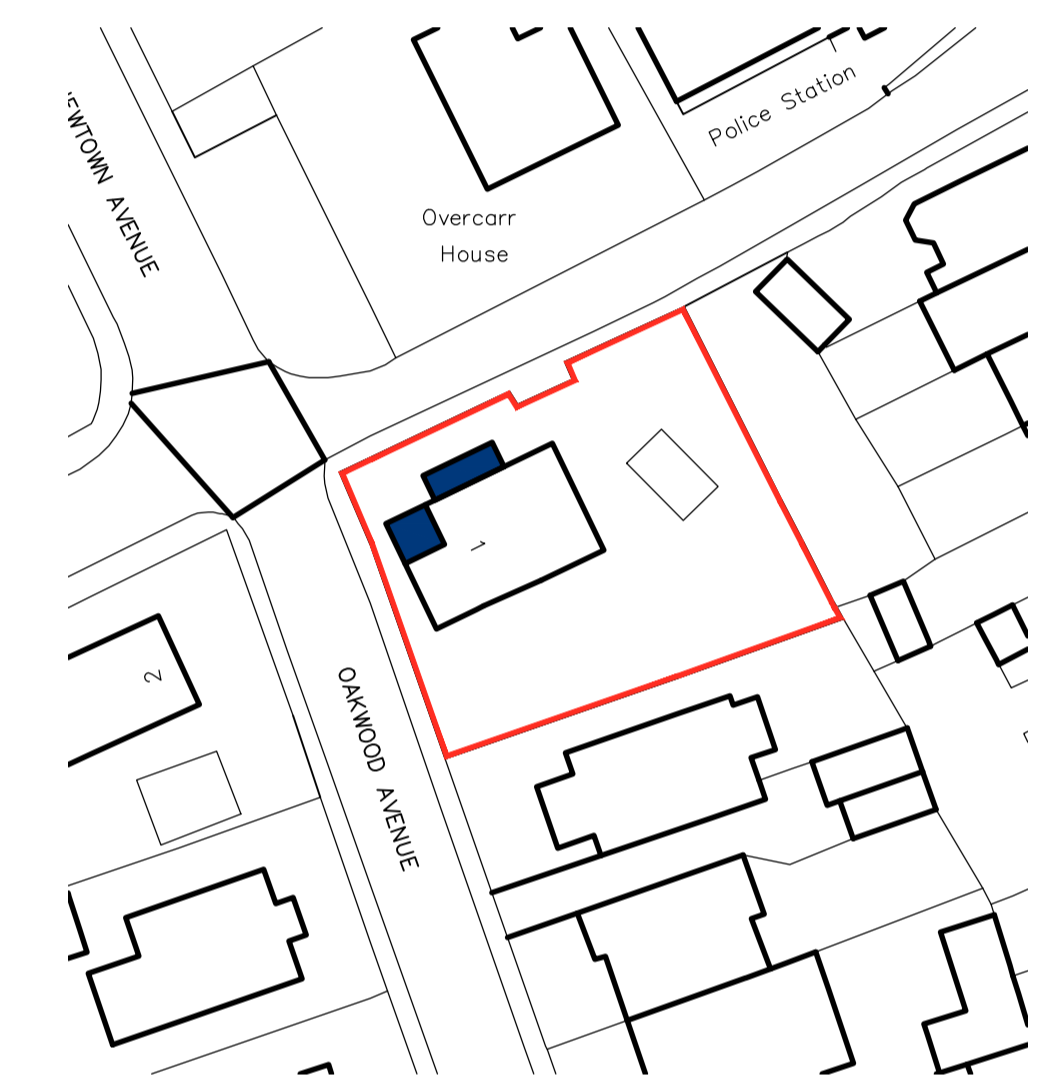 EWTOWN AVENUE
Police Station
Overcarr
House
1
2
OAKWOOD AVENUE